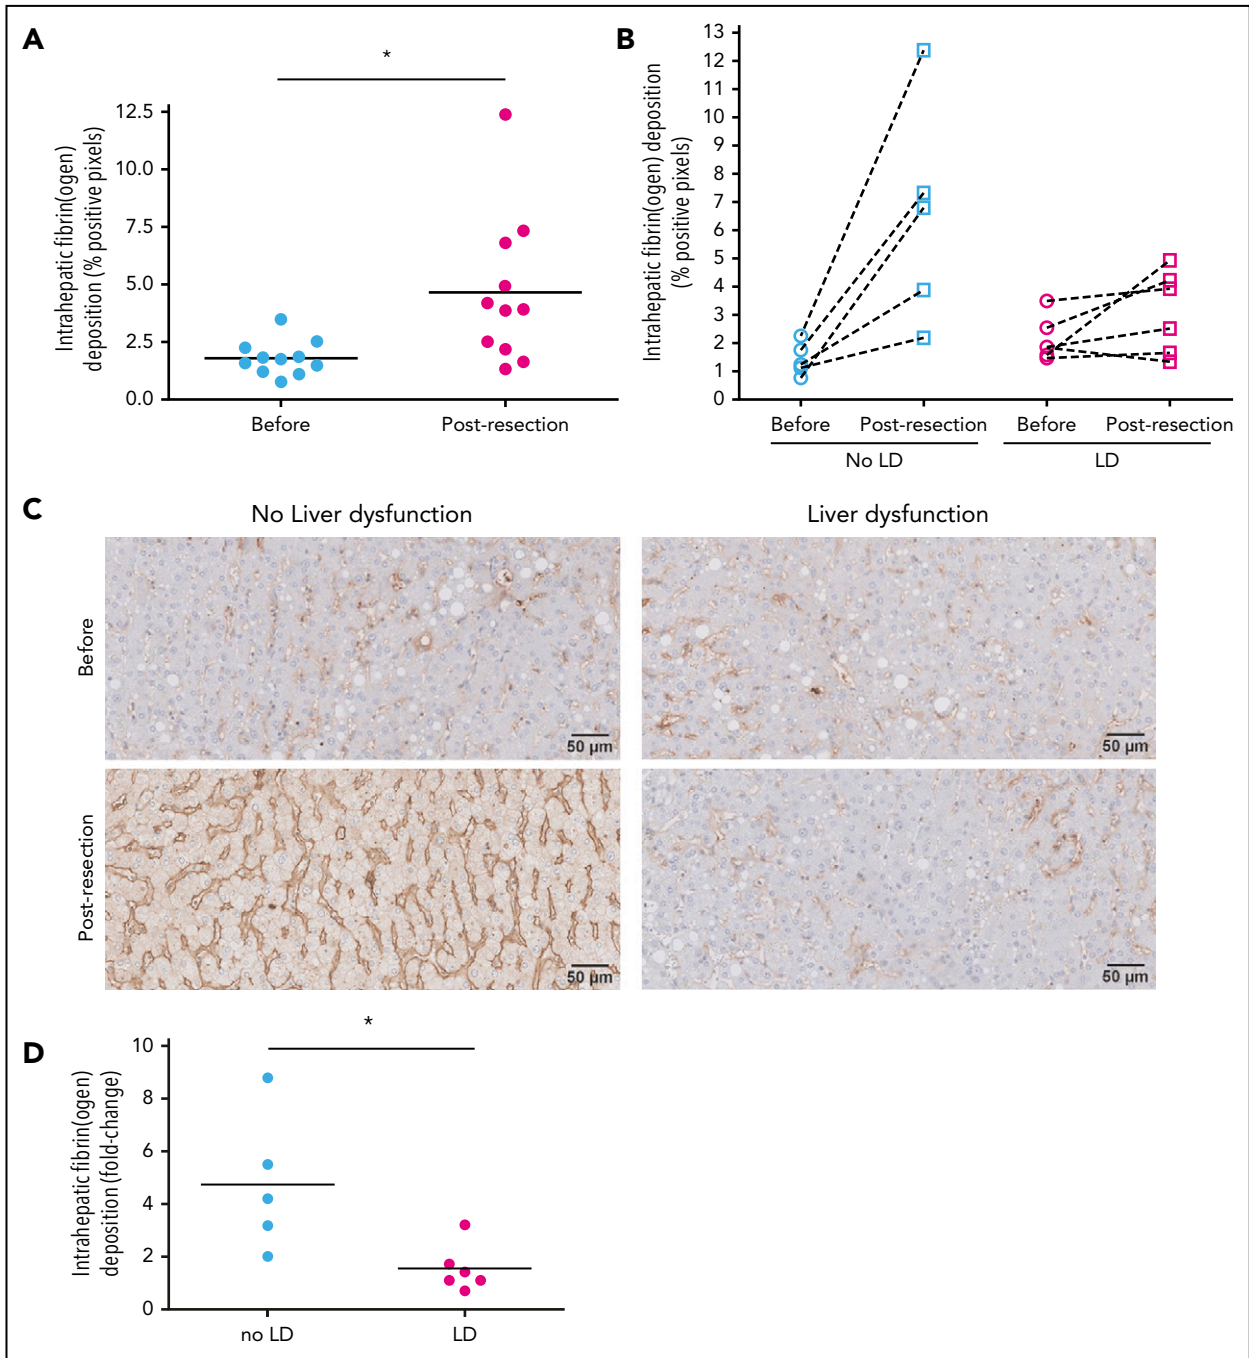 A
*
Intrahepatic fibrin(ogen)
deposition (% positive pixels)
12.5
10.0
7.5
5.0
2.5
0.0
Before
Post-resection
B
Intrahepatic fibrin(ogen) deposition
(% positive pixels)
13
12
11
10
9
8
7
6
5
4
3
2
1
0
Before
Post-resection
Before
Post-resection
No LD
LD
C
No Liver dysfunction
Liver dysfunction
Before
50 µm
50 µm
Post-resection
50 µm
50 µm
D
*
Intrahepatic fibrin(ogen)
deposition (fold-change)
10
8
6
4
2
0
no LD
LD